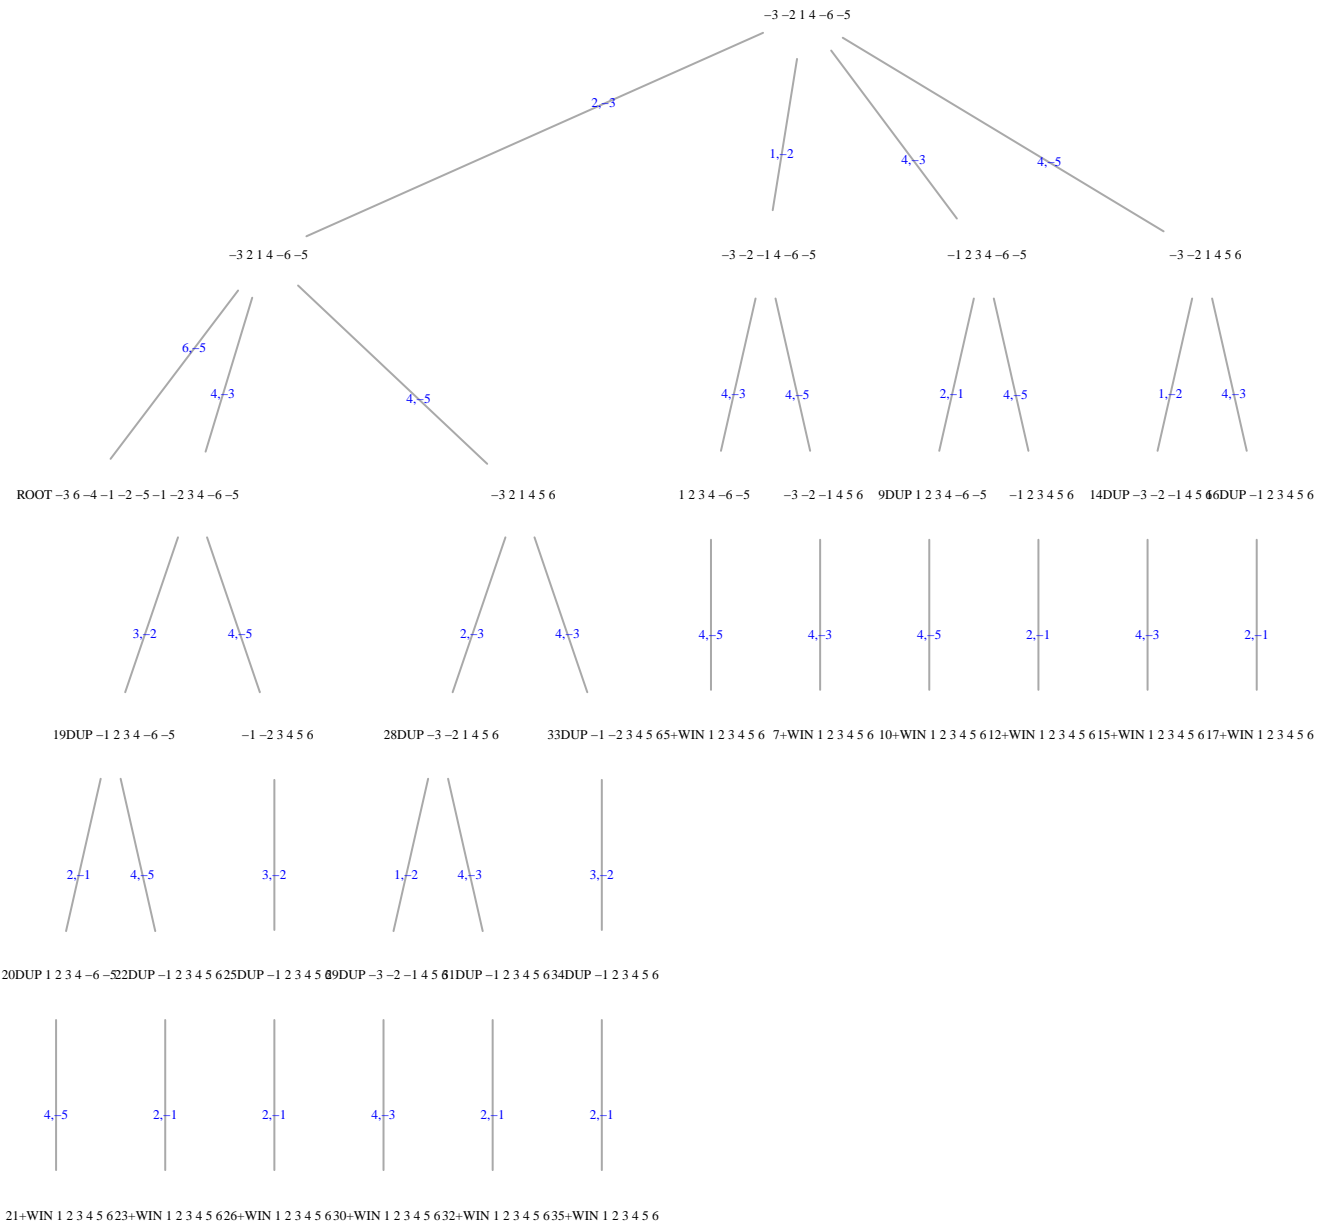 −3 −2 1 4 −6 −5
2,−3
1,−2
4,−3
4,−5
−3 2 1 4 −6 −5
−3 −2 −1 4 −6 −5
−1 2 3 4 −6 −5
−3 −2 1 4 5 6
6,−5
4,−3
4,−5
4,−3
4,−5
2,−1
4,−5
1,−2
4,−3
ROOT −3 6 −4 −1 −2 −5
−1 −2 3 4 −6 −5
−3 2 1 4 5 6
1 2 3 4 −6 −5
−3 −2 −1 4 5 6
9DUP 1 2 3 4 −6 −5
−1 2 3 4 5 6
14DUP −3 −2 −1 4 5 6
16DUP −1 2 3 4 5 6
3,−2
4,−5
2,−3
4,−3
4,−5
4,−3
4,−5
2,−1
4,−3
2,−1
19DUP −1 2 3 4 −6 −5
−1 −2 3 4 5 6
28DUP −3 −2 1 4 5 6
33DUP −1 −2 3 4 5 6
5+WIN 1 2 3 4 5 6
7+WIN 1 2 3 4 5 6
10+WIN 1 2 3 4 5 6
12+WIN 1 2 3 4 5 6
15+WIN 1 2 3 4 5 6
17+WIN 1 2 3 4 5 6
2,−1
4,−5
3,−2
1,−2
4,−3
3,−2
20DUP 1 2 3 4 −6 −5
22DUP −1 2 3 4 5 6
25DUP −1 2 3 4 5 6
29DUP −3 −2 −1 4 5 6
31DUP −1 2 3 4 5 6
34DUP −1 2 3 4 5 6
4,−5
2,−1
2,−1
4,−3
2,−1
2,−1
21+WIN 1 2 3 4 5 6
23+WIN 1 2 3 4 5 6
26+WIN 1 2 3 4 5 6
30+WIN 1 2 3 4 5 6
32+WIN 1 2 3 4 5 6
35+WIN 1 2 3 4 5 6